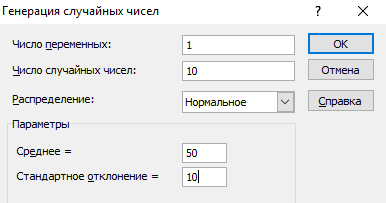 Генерация случайных чисел ? ×
Число переменных: 1 OK
Число случайных чисел: 10 Отмена
Распределение: Нормальное Справка
Параметры
Среднее = 50
Стандартное отклонение = 10